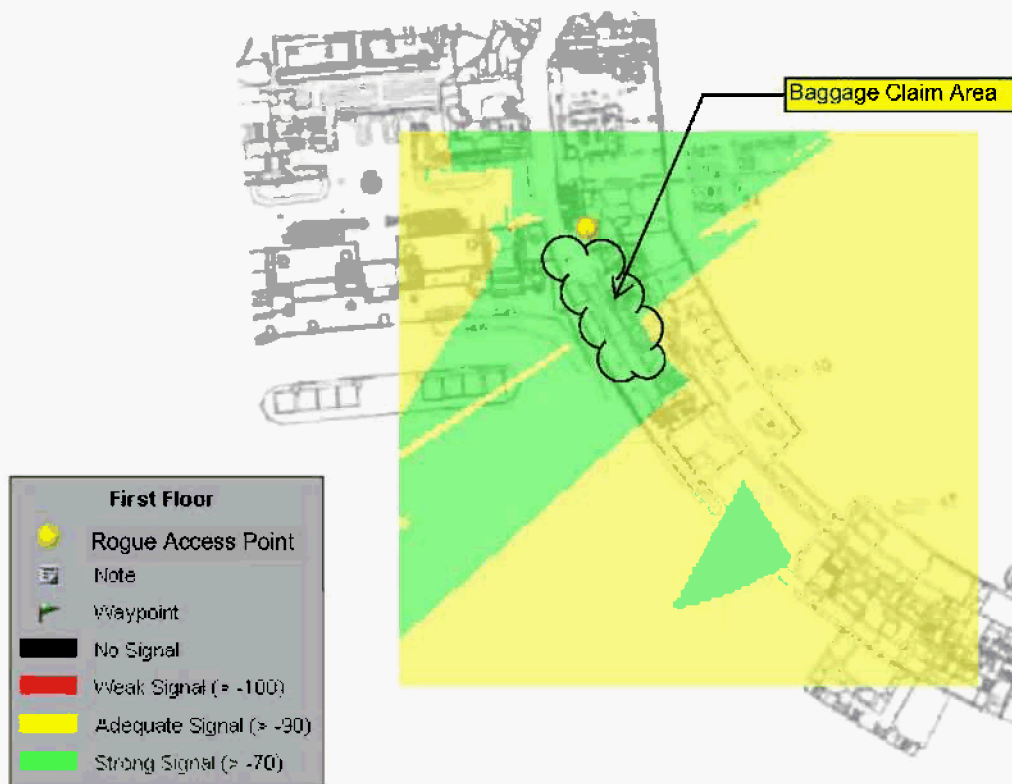 Baggage Claim Area
First Floor
Rogue Access Point
Note
Waypoint
No Signal
Weak Signal (> -100)
Adequate Signal (> -90)
Strong Signal (> -70)